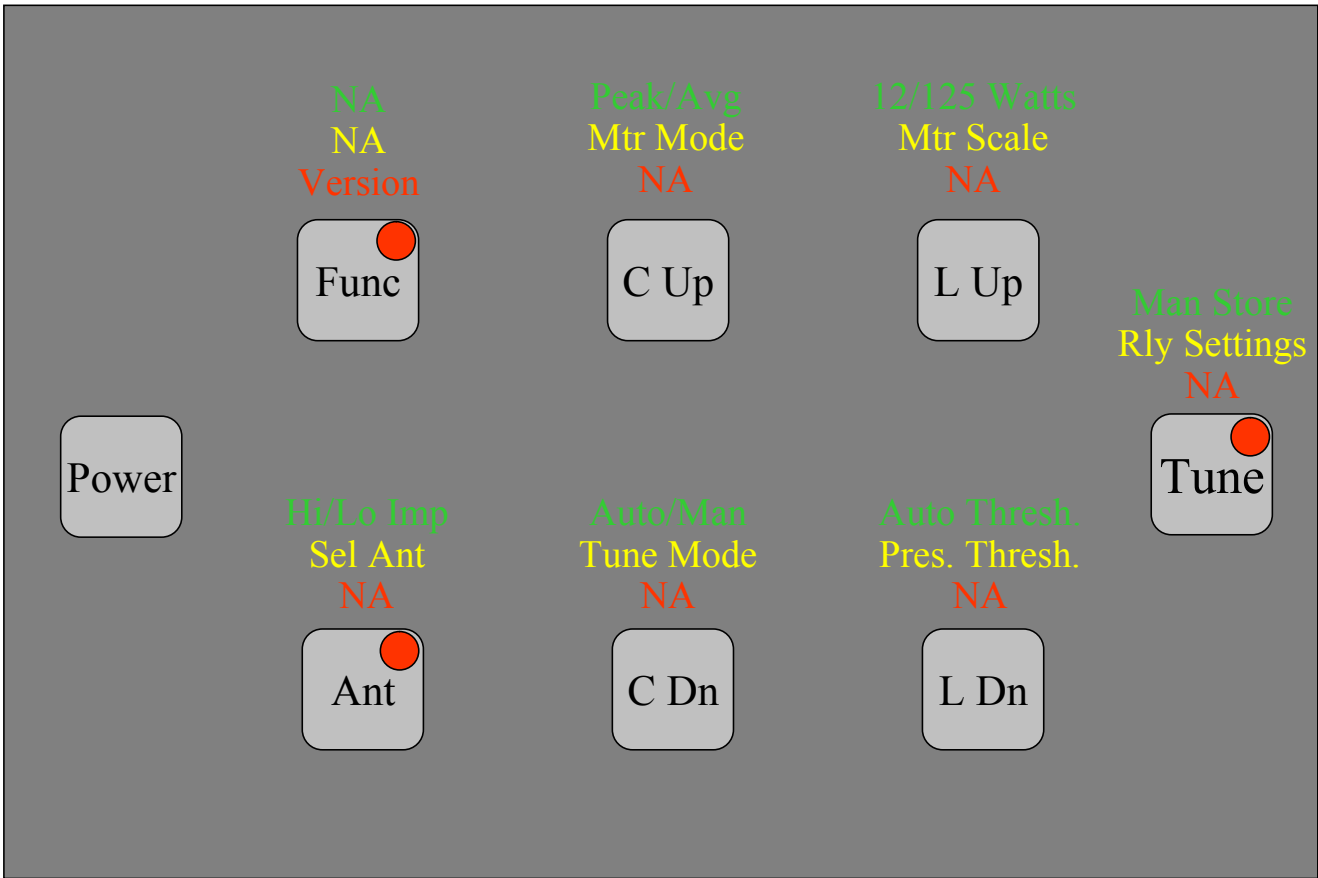 NA
NA
Version
Func
Peak/Avg
Mtr Mode
NA
C Up
12/125 Watts
Mtr Scale
NA
L Up
Man Store
Rly Settings
NA
Tune
Power
Hi/Lo Imp
Sel Ant
NA
Ant
Auto/Man
Tune Mode
NA
C Dn
Auto Thresh.
Pres. Thresh.
NA
L Dn